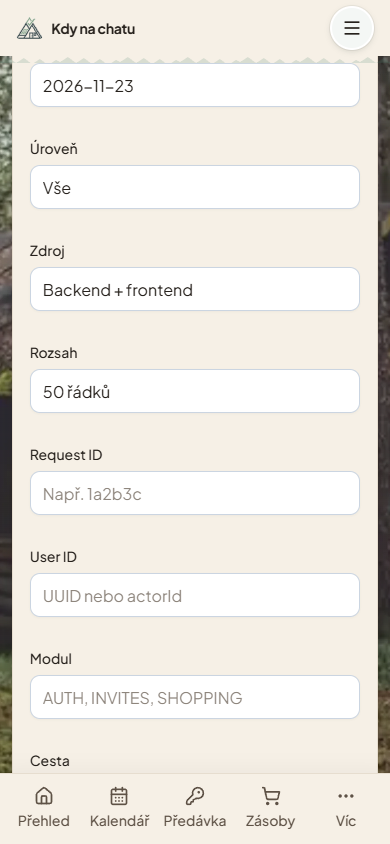 Kdy na chatu
2026-11-23
Úroveň
Vše
Zdroj
Backend + frontend
Rozsah
50 řádků
Request ID
Např. 1a2b3c
User ID
UUID nebo actorId
Modul
AUTH, INVITES, SHOPPING
Cesta
Přehled
Kalendář
Předávka
Zásoby
Víc